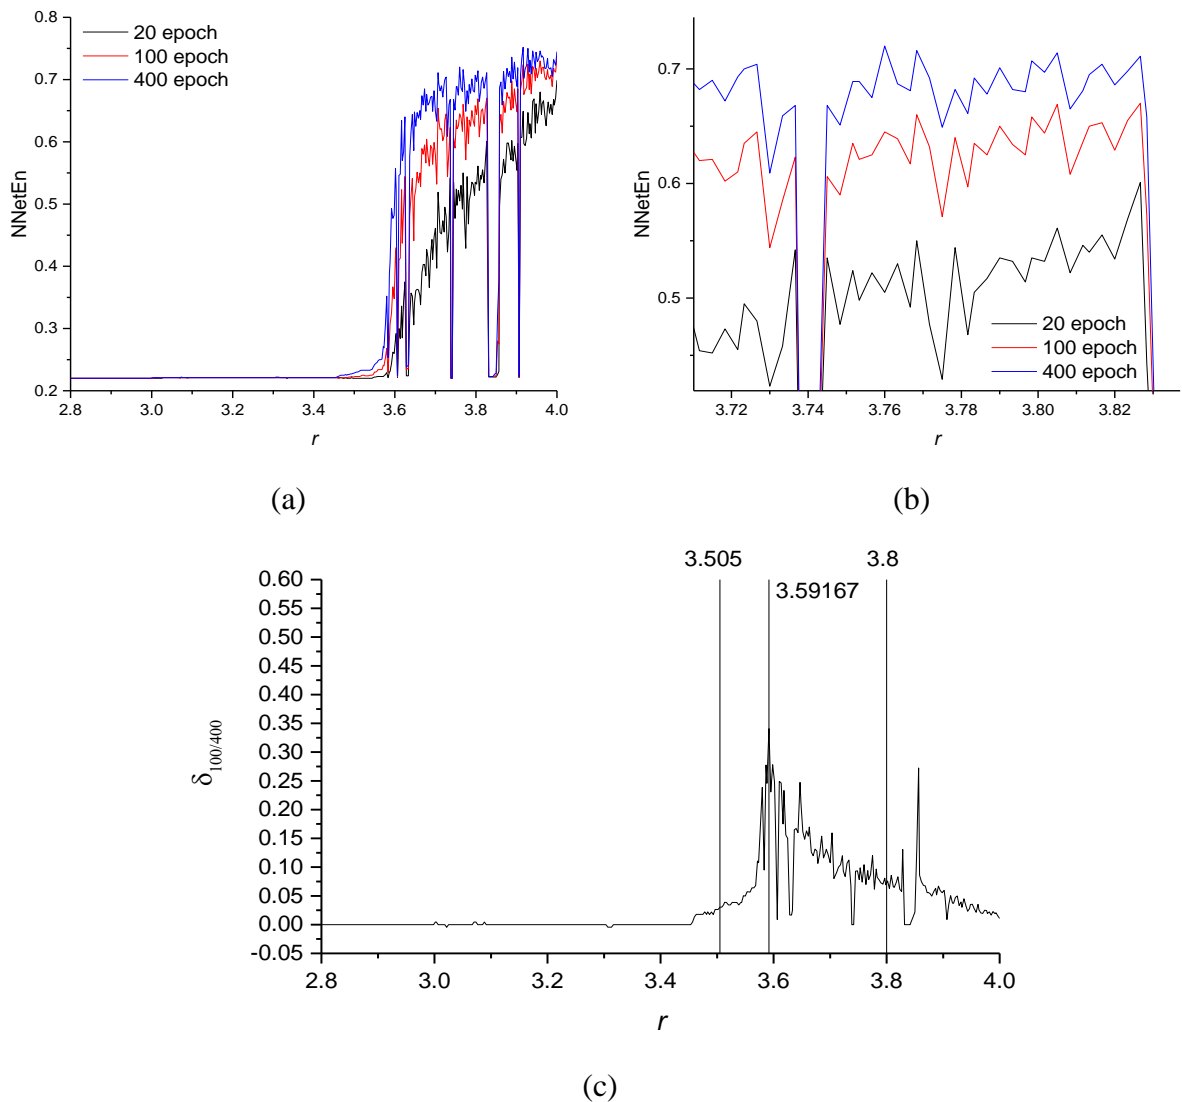 20 epoch
100 epoch
400 epoch
0.8
0.7
0.6
0.5
0.4
0.3
0.2
NNetEn
2.8 3.0 3.2 3.4 3.6 3.8 4.0
r
(a)
0.7
0.6
0.5
NNetEn
20 epoch
100 epoch
400 epoch
3.72 3.74 3.76 3.78 3.80 3.82
r
(b)
3.505 3.8
3.59167
0.60
0.55
0.50
0.45
0.40
0.35
0.30
0.25
0.20
0.15
0.10
0.05
0.00
-0.05
δ100/400
2.8 3.0 3.2 3.4 3.6 3.8 4.0
r
(c)